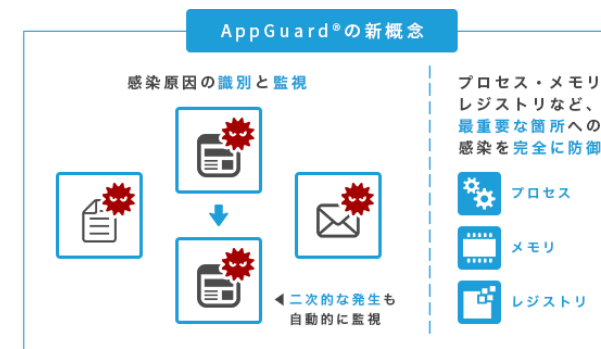 AppGuard®の新概念
感染原因の識別と監視
◀二次的な発生も
自動的に監視
プロセス・メモリ
レジストリなど、
最重要な箇所への
感染を完全に防御
プロセス
メモリ
レジストリ